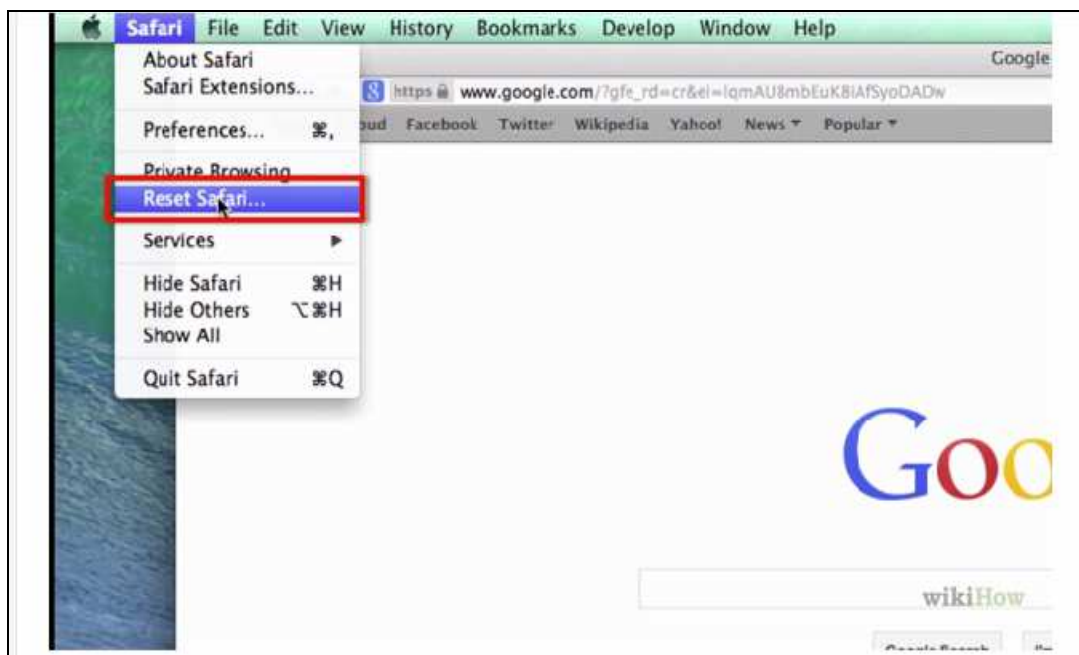 Safari File Edit View History Bookmarks Develop Window Help
Google
About Safari
Safari Extensions...
https www.google.com/?gfe_rd=cr&ei=
Preferences... ⌘,
Facebook Twitter Wikipedia Yahoo! News Popular
Private Browsing
Reset Safari...
Services
Hide Safari ⌘H
Hide Others ⌥⌘H
Show All
Quit Safari ⌘Q
Goo
wikiHow
Google Search